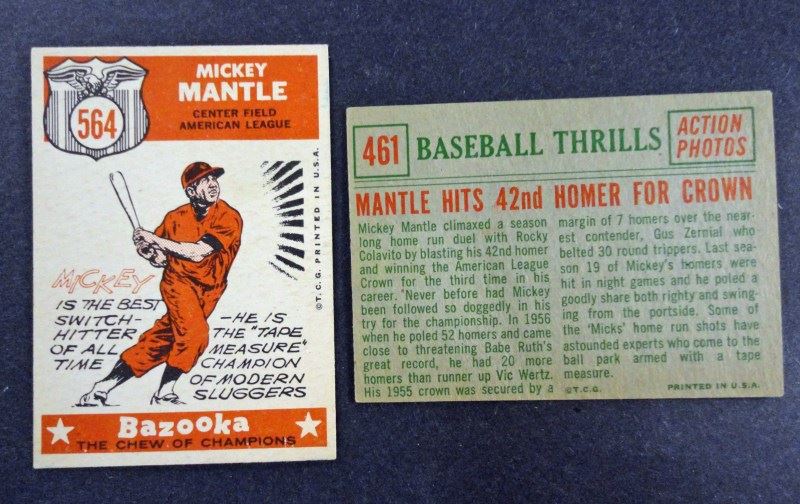 564
MICKEY
MANTLE
CENTER FIELD
AMERICAN LEAGUE
©T.C.G. PRINTED IN U.S.A.
MICKEY
IS THE BEST
SWITCH-
HITTER
OF ALL
TIME
—HE IS
THE "TAPE
MEASURE"
CHAMPION
OF MODERN
SLUGGERS
Bazooka
THE CHEW OF CHAMPIONS
461
BASEBALL THRILLS
ACTION
PHOTOS
MANTLE HITS 42nd HOMER FOR CROWN
Mickey Mantle climaxed a season
long home run duel with Rocky
Colavito by blasting his 42nd homer
and winning the American League
Crown for the third time in his
career. Never before had Mickey
been followed so doggedly in his
try for the championship. In 1956
when he poled 52 homers and came
close to threatening Babe Ruth's
great record, he had 20 more
homers than runner up Vic Wertz.
His 1955 crown was secured by a
margin of 7 homers over the near-
est contender, Gus Zernial who
belted 30 round trippers. Last sea-
son 19 of Mickey's homers were
hit in night games and he poled a
goodly share both righty and swing-
ing from the portside. Some of
the 'Micks' home run shots have
astounded experts who come to the
ball park armed with a tape
measure.
©T.C.G.
PRINTED IN U.S.A.